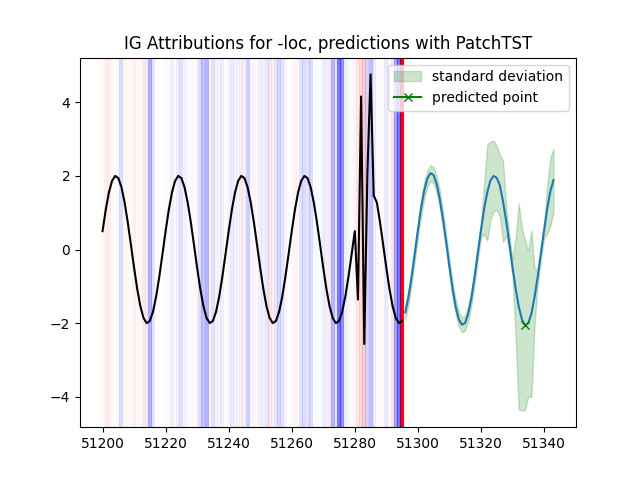 IG Attributions for -loc, predictions with PatchTST
standard deviation
predicted point
4
2
0
−2
−4
51200 51220 51240 51260 51280 51300 51320 51340